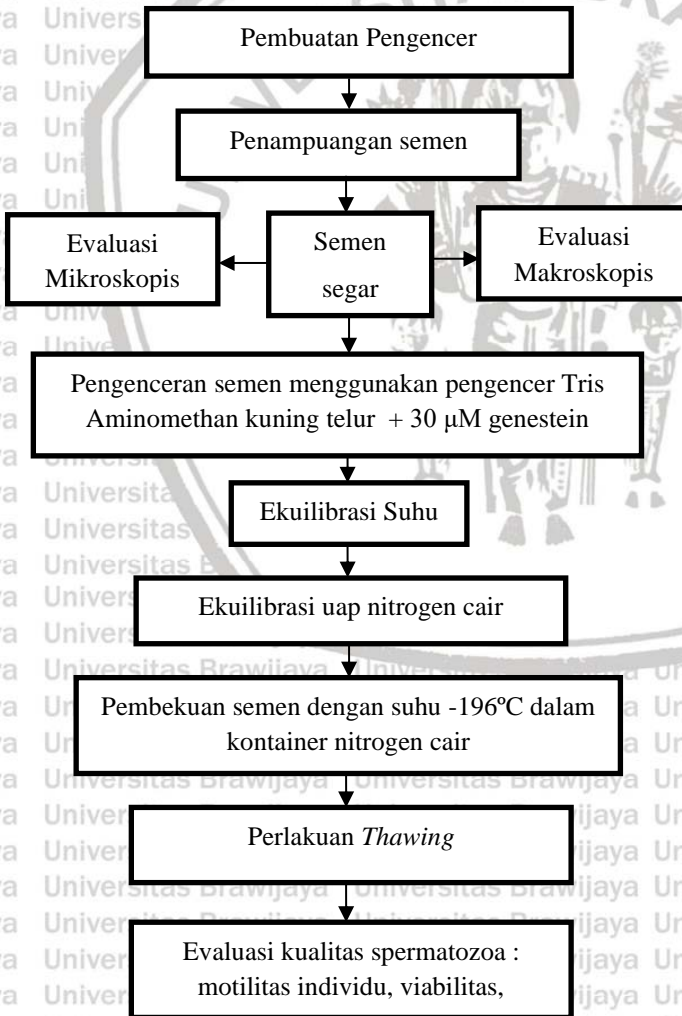 Pembuatan Pengencer
Penampuangan semen
Evaluasi
Mikroskopis
Semen
segar
Evaluasi
Makroskopis
Pengenceran semen menggunakan pengencer Tris
Aminomethan kuning telur + 30 μM genestein
Ekuilibrasi Suhu
Ekuilibrasi uap nitrogen cair
Pembekuan semen dengan suhu -196ºC dalam
kontainer nitrogen cair
Perlakuan Thawing
Evaluasi kualitas spermatozoa :
motilitas individu, viabilitas,
Universitas Brawijaya